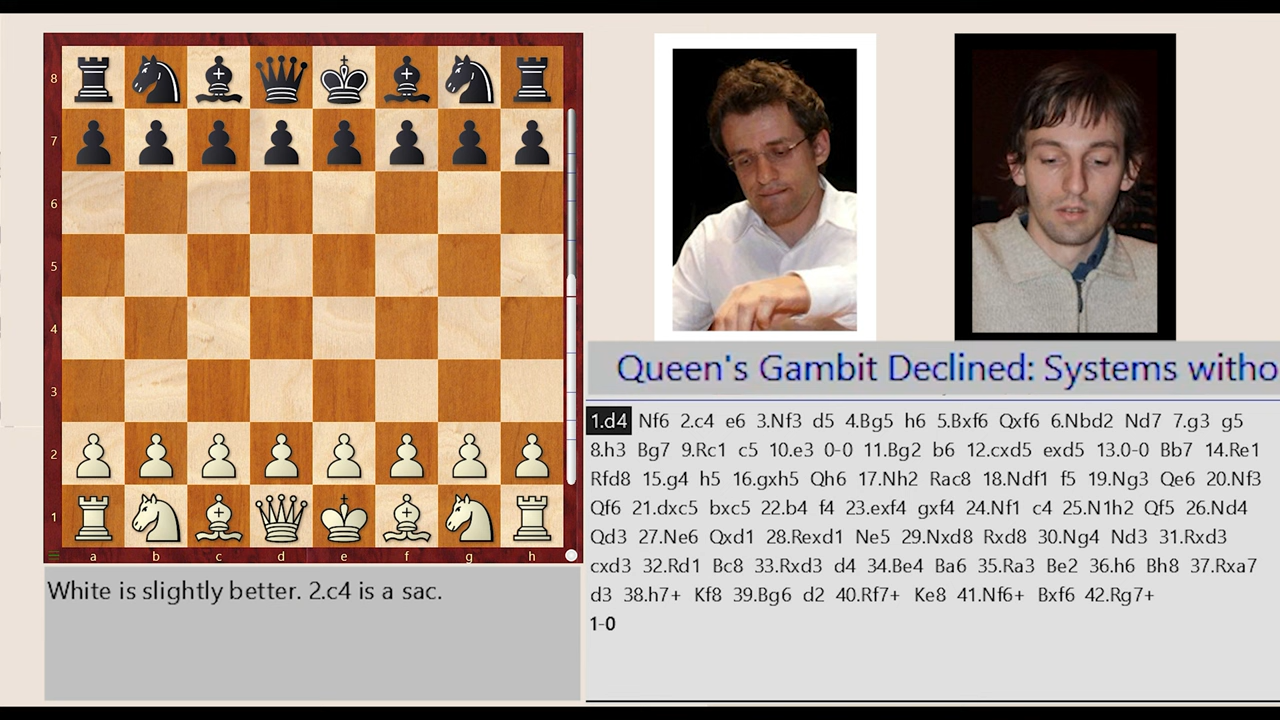 8
7
6
5
4
3
2
1
a b c d e f g h
Queen's Gambit Declined: Systems witho
1.d4 Nf6 2.c4 e6 3.Nf3 d5 4.Bg5 h6 5.Bxf6 Qxf6 6.Nbd2 Nd7 7.g3 g5
8.h3 Bg7 9.Rc1 c5 10.e3 0-0 11.Bg2 b6 12.cxd5 exd5 13.0-0 Bb7 14.Re1
Rfd8 15.g4 h5 16.gxh5 Qh6 17.Nh2 Rac8 18.Ndf1 f5 19.Ng3 Qe6 20.Nf3
Qf6 21.dxc5 bxc5 22.b4 f4 23.exf4 gxf4 24.Nf1 c4 25.N1h2 Qf5 26.Nd4
Qd3 27.Ne6 Qxd1 28.Rexd1 Ne5 29.Nxd8 Rxd8 30.Ng4 Nd3 31.Rxd3
cxd3 32.Rd1 Bc8 33.Rxd3 d4 34.Be4 Ba6 35.Ra3 Be2 36.h6 Bh8 37.Rxa7
d3 38.h7+ Kf8 39.Bg6 d2 40.Rf7+ Ke8 41.Nf6+ Bxf6 42.Rg7+
1-0
White is slightly better. 2.c4 is a sac.